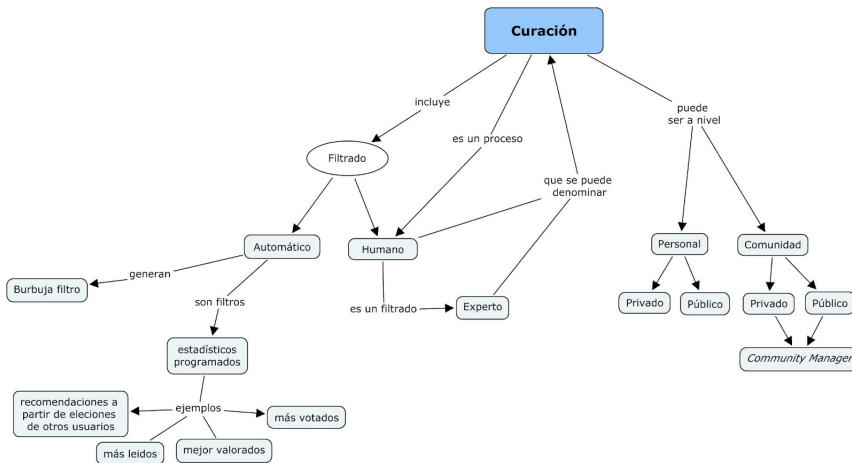 Curación
incluye
puede
ser a nivel
es un proceso
Filtrado
que se puede
denominar
Automático
Humano
Personal
Comunidad
generan
Burbuja filtro
son filtros
es un filtrado
Experto
Privado
Público
Privado
Público
estadísticos
programados
Community Manager
recomendaciones a
partir de eleciones
de otros usuarios
ejemplos
más votados
más leidos
mejor valorados